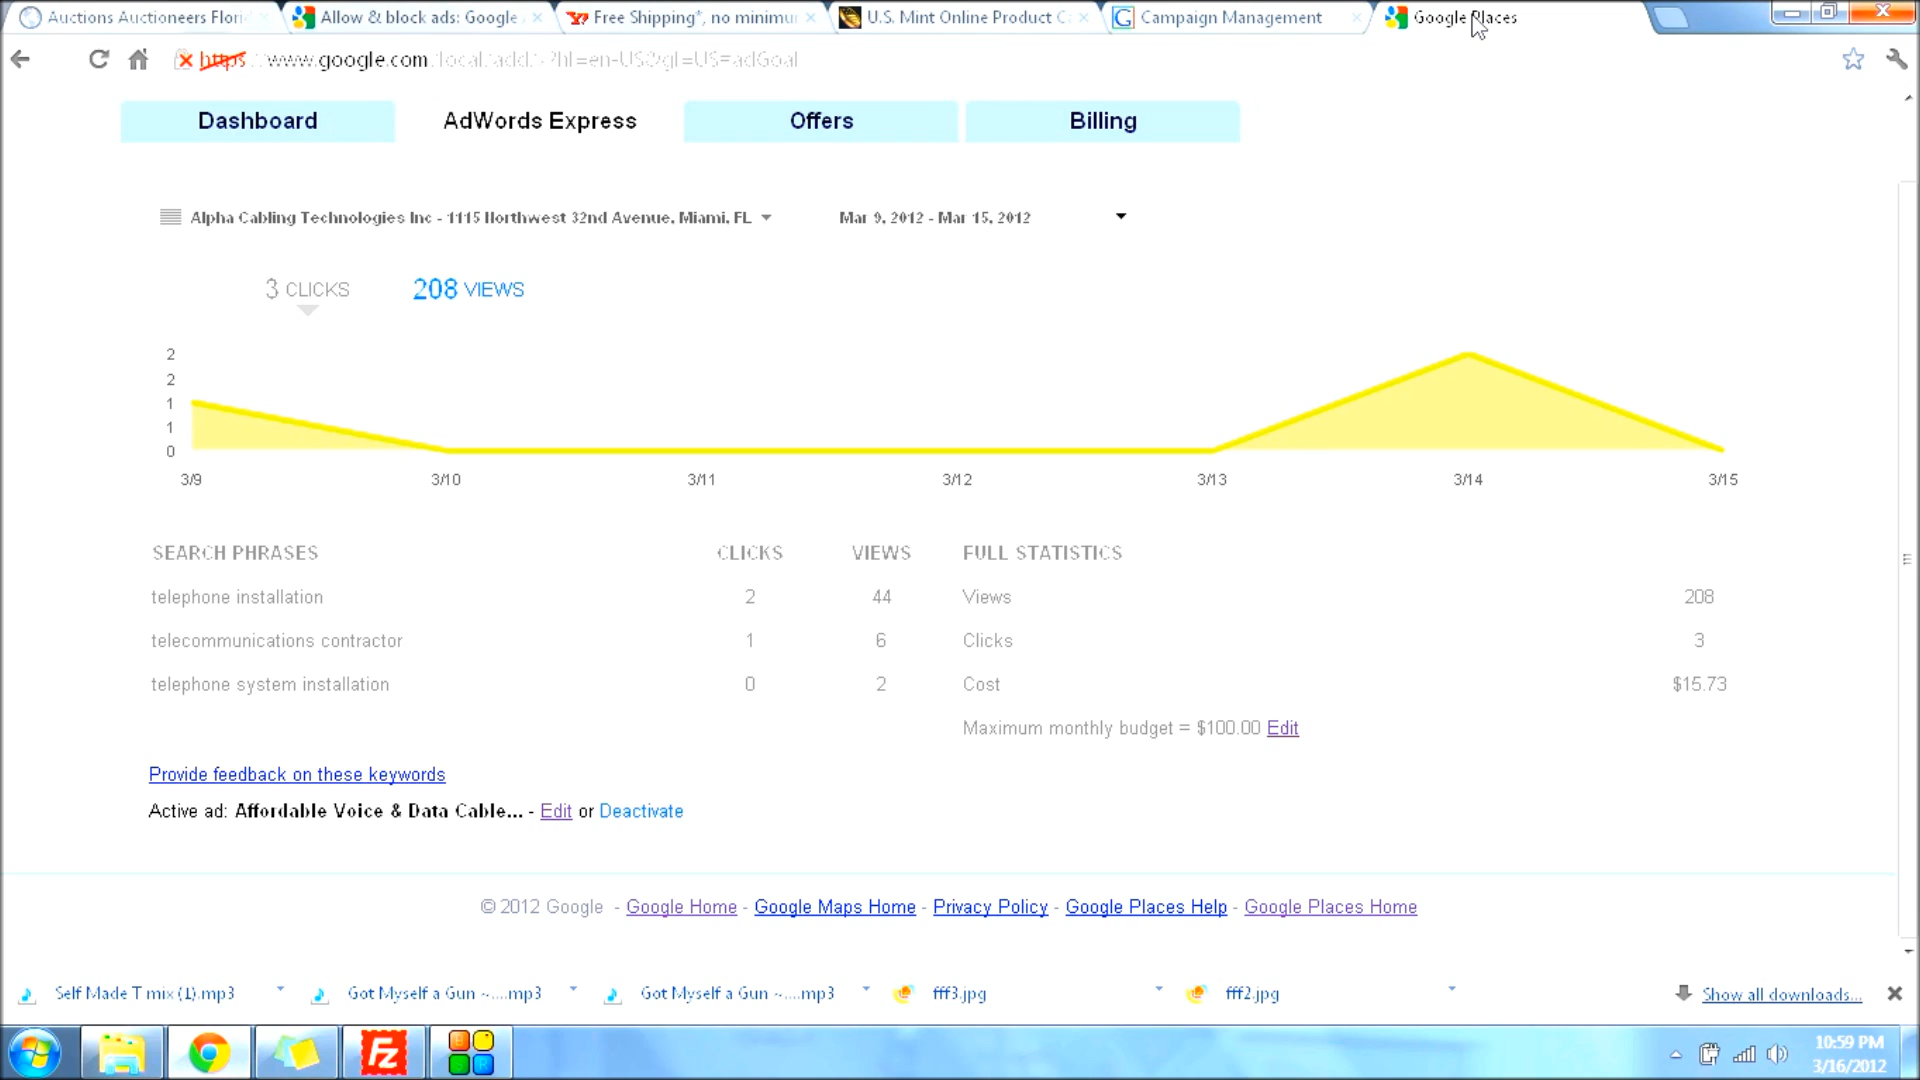 Auctions Auctioneers Flori
Allow & block ads: Google
Free Shipping*, no minimu
U.S. Mint Online Product C
Campaign Management
Google Places
https www.google.com
Dashboard
AdWords Express
Offers
Billing
Alpha Cabling Technologies Inc - 1115 Northwest 32nd Avenue, Miami, FL
Mar 9, 2012 - Mar 15, 2012
3 CLICKS
208 VIEWS
2
2
1
1
0
3/9 3/10 3/11 3/12 3/13 3/14 3/15
SEARCH PHRASES CLICKS VIEWS
telephone installation 2 44
telecommunications contractor 1 6
telephone system installation 0 2
FULL STATISTICS
Views 208
Clicks 3
Cost $15.73
Maximum monthly budget = $100.00 Edit
Provide feedback on these keywords
Active ad: Affordable Voice & Data Cable... - Edit or Deactivate
© 2012 Google - Google Home - Google Maps Home - Privacy Policy - Google Places Help - Google Places Home
Self Made T mix (1).mp3
Got Myself a Gun ~....mp3
Got Myself a Gun ~....mp3
fff3.jpg
fff2.jpg
Show all downloads...
Fz
10:59 PM
3/16/2012